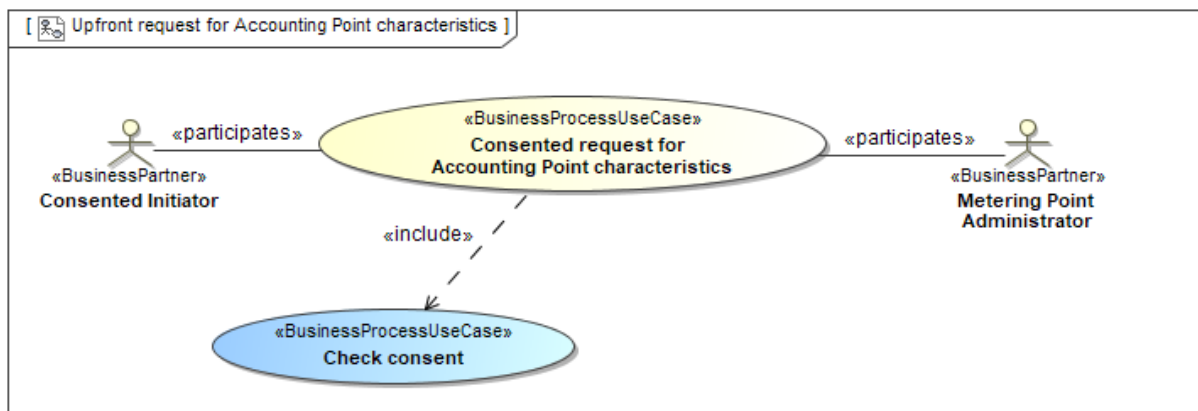 [ Upfront request for Accounting Point characteristics ]
«BusinessProcessUseCase»
Consented request for
Accounting Point characteristics
«participates»
«participates»
«BusinessPartner»
Consented Initiator
«BusinessPartner»
Metering Point
Administrator
«include»
«BusinessProcessUseCase»
Check consent